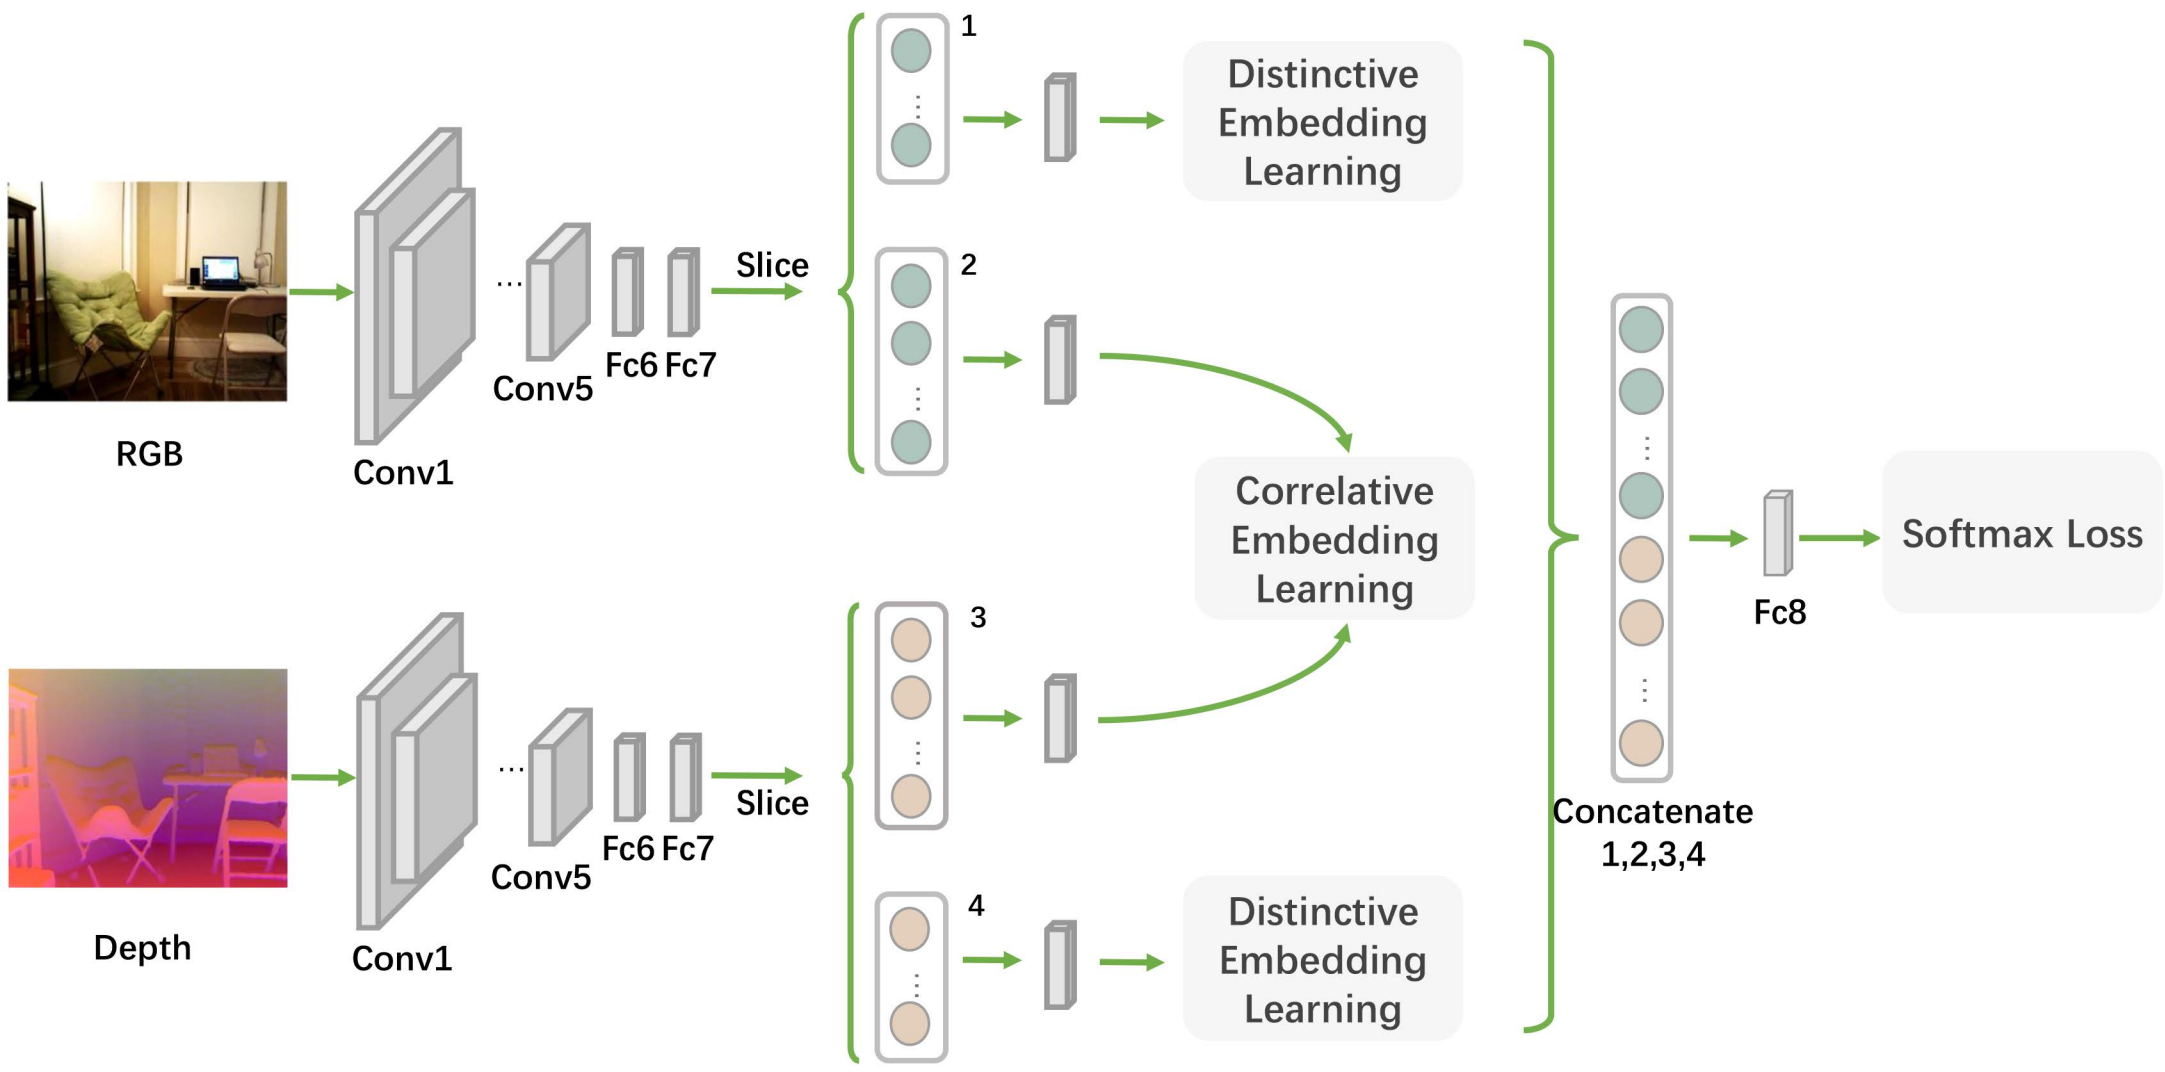 RGB
Conv1
...
Conv5
Fc6
Fc7
Slice
1
2
Distinctive
Embedding
Learning
Correlative
Embedding
Learning
Depth
Conv1
...
Conv5
Fc6
Fc7
Slice
3
4
Distinctive
Embedding
Learning
Concatenate
1,2,3,4
Fc8
Softmax Loss